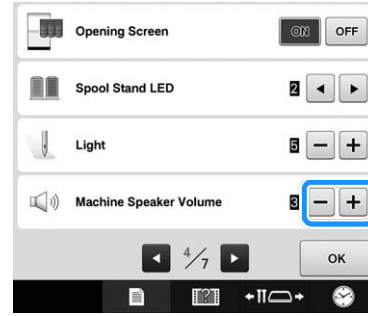 Opening Screen ON OFF
Spool Stand LED 2
Light 5 − +
Machine Speaker Volume 3 − +
4/7 OK
?